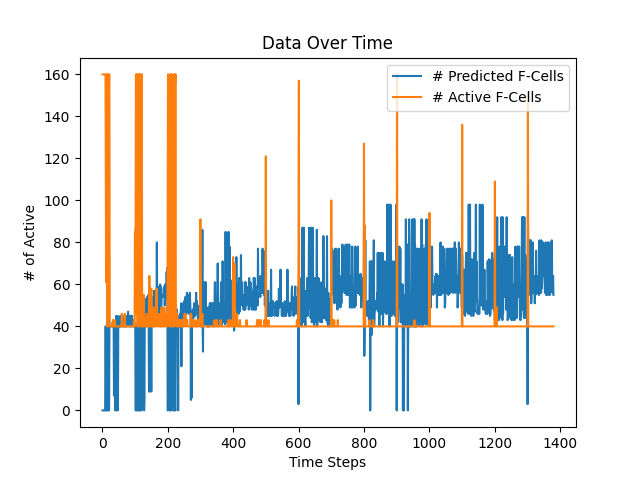 Data Over Time
# Predicted F-Cells
# Active F-Cells
160
140
120
100
80
60
40
20
0
# of Active
0 200 400 600 800 1000 1200 1400
Time Steps